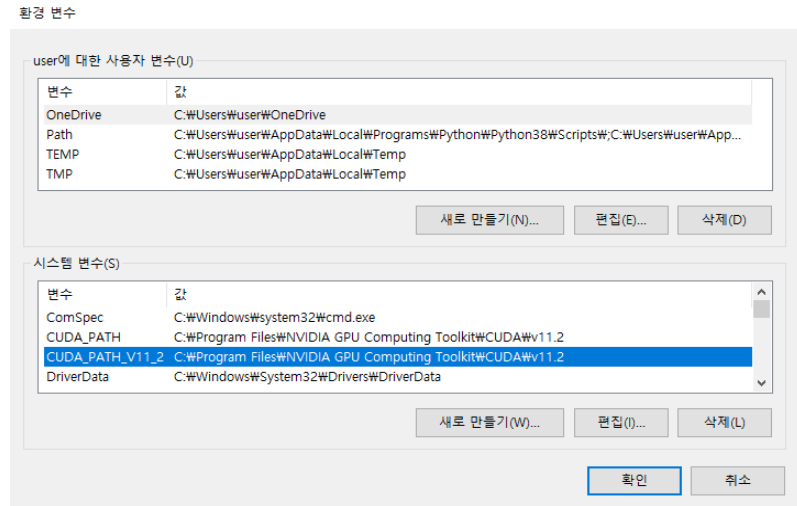 환경 변수
user에 대한 사용자 변수(U)
변수 값
OneDrive C:₩Users₩user₩OneDrive
Path C:₩Users₩user₩AppData₩Local₩Programs₩Python₩Python38₩Scripts₩;C:₩Users₩user₩App...
TEMP C:₩Users₩user₩AppData₩Local₩Temp
TMP C:₩Users₩user₩AppData₩Local₩Temp
새로 만들기(N)... 편집(E)... 삭제(D)
시스템 변수(S)
변수 값
ComSpec C:₩Windows₩system32₩cmd.exe
CUDA_PATH C:₩Program Files₩NVIDIA GPU Computing Toolkit₩CUDA₩v11.2
CUDA_PATH_V11_2 C:₩Program Files₩NVIDIA GPU Computing Toolkit₩CUDA₩v11.2
DriverData C:₩Windows₩System32₩Drivers₩DriverData
새로 만들기(W)... 편집(I)... 삭제(L)
확인 취소